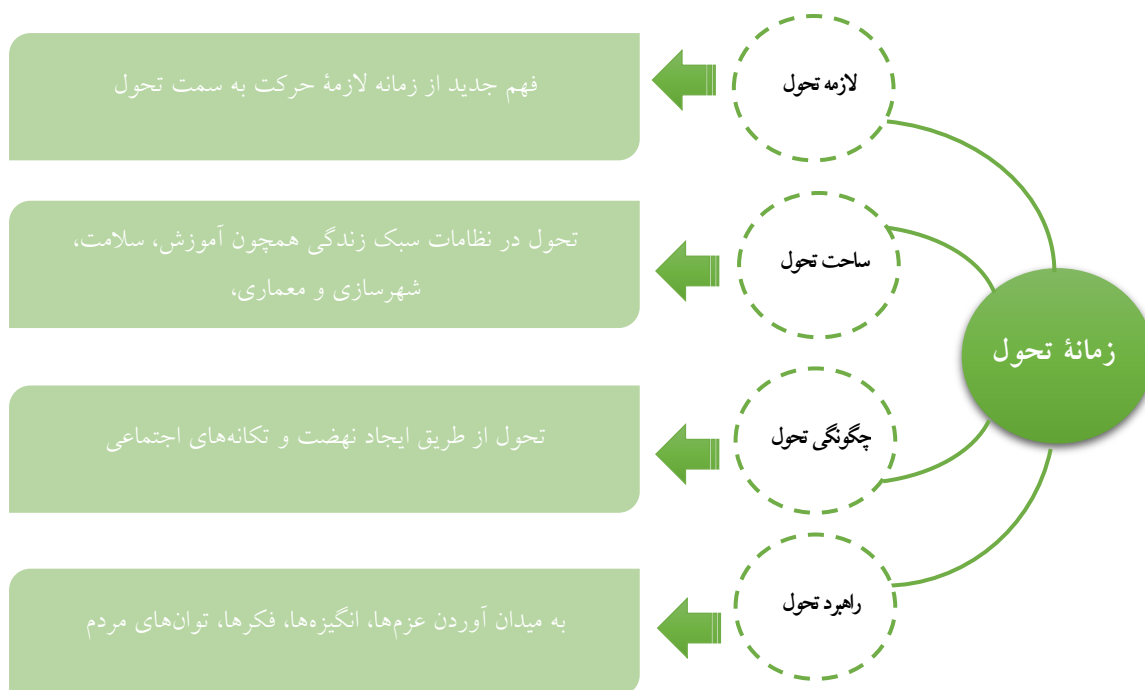 زمانهٔ تحول
لازمه تحول
فهم جدید از زمانه لازمهٔ حرکت به سمت تحول
ساحت تحول
تحول در نظامات سبک زندگی همچون آموزش، سلامت،
شهرسازی و معماری،
چگونگی تحول
تحول از طریق ایجاد نهضت و تکانه‌های اجتماعی
راهبرد تحول
به میدان آوردن عزم‌ها، انگیزه‌ها، فکرها، توان‌های مردم